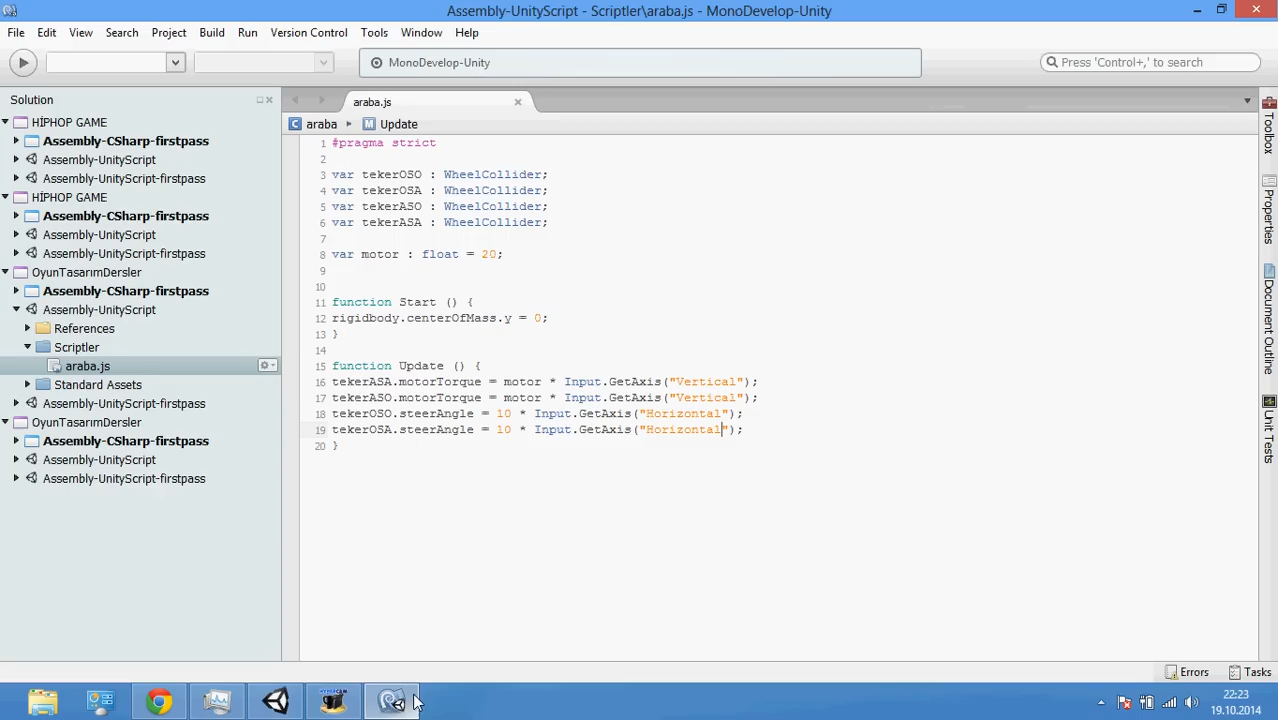 Assembly-UnityScript - Scriptler\araba.js - MonoDevelop-Unity
File Edit View Search Project Build Run Version Control Tools Window Help
MonoDevelop-Unity
Press 'Control+,' to search
Solution
HİPHOP GAME
Assembly-CSharp-firstpass
Assembly-UnityScript
Assembly-UnityScript-firstpass
HİPHOP GAME
Assembly-CSharp-firstpass
Assembly-UnityScript
Assembly-UnityScript-firstpass
OyunTasarımDersler
Assembly-CSharp-firstpass
Assembly-UnityScript
References
Scriptler
araba.js
Standard Assets
Assembly-UnityScript-firstpass
OyunTasarımDersler
Assembly-CSharp-firstpass
Assembly-UnityScript
Assembly-UnityScript-firstpass
araba.js
araba Update
1 #pragma strict
2
3 var tekerOSO : WheelCollider;
4 var tekerOSA : WheelCollider;
5 var tekerASO : WheelCollider;
6 var tekerASA : WheelCollider;
7
8 var motor : float = 20;
9
10
11 function Start () {
12 rigidbody.centerOfMass.y = 0;
13 }
14
15 function Update () {
16 tekerASA.motorTorque = motor * Input.GetAxis("Vertical");
17 tekerASO.motorTorque = motor * Input.GetAxis("Vertical");
18 tekerOSO.steerAngle = 10 * Input.GetAxis("Horizontal");
19 tekerOSA.steerAngle = 10 * Input.GetAxis("Horizontal");
20 }
Toolbox
Properties
Document Outline
Unit Tests
Errors Tasks
HYPERCAM
22:23
19.10.2014